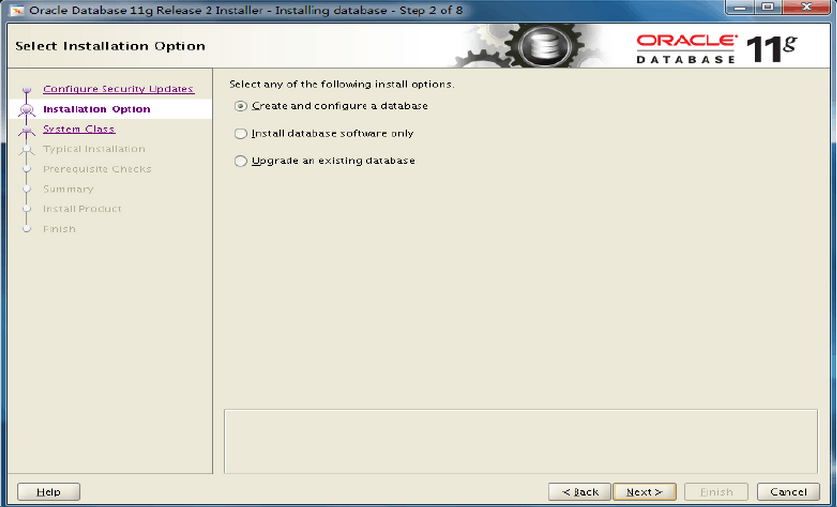 Oracle Database 11g Release 2 Installer - Installing database - Step 2 of 8
Select Installation Option
ORACLE
DATABASE 11g
Configure Security Updates
Installation Option
System Class
Typical Installation
Prerequisite Checks
Summary
Install Product
Finish
Select any of the following install options.
Create and configure a database
Install database software only
Upgrade an existing database
Help
< Back
Next >
Finish
Cancel